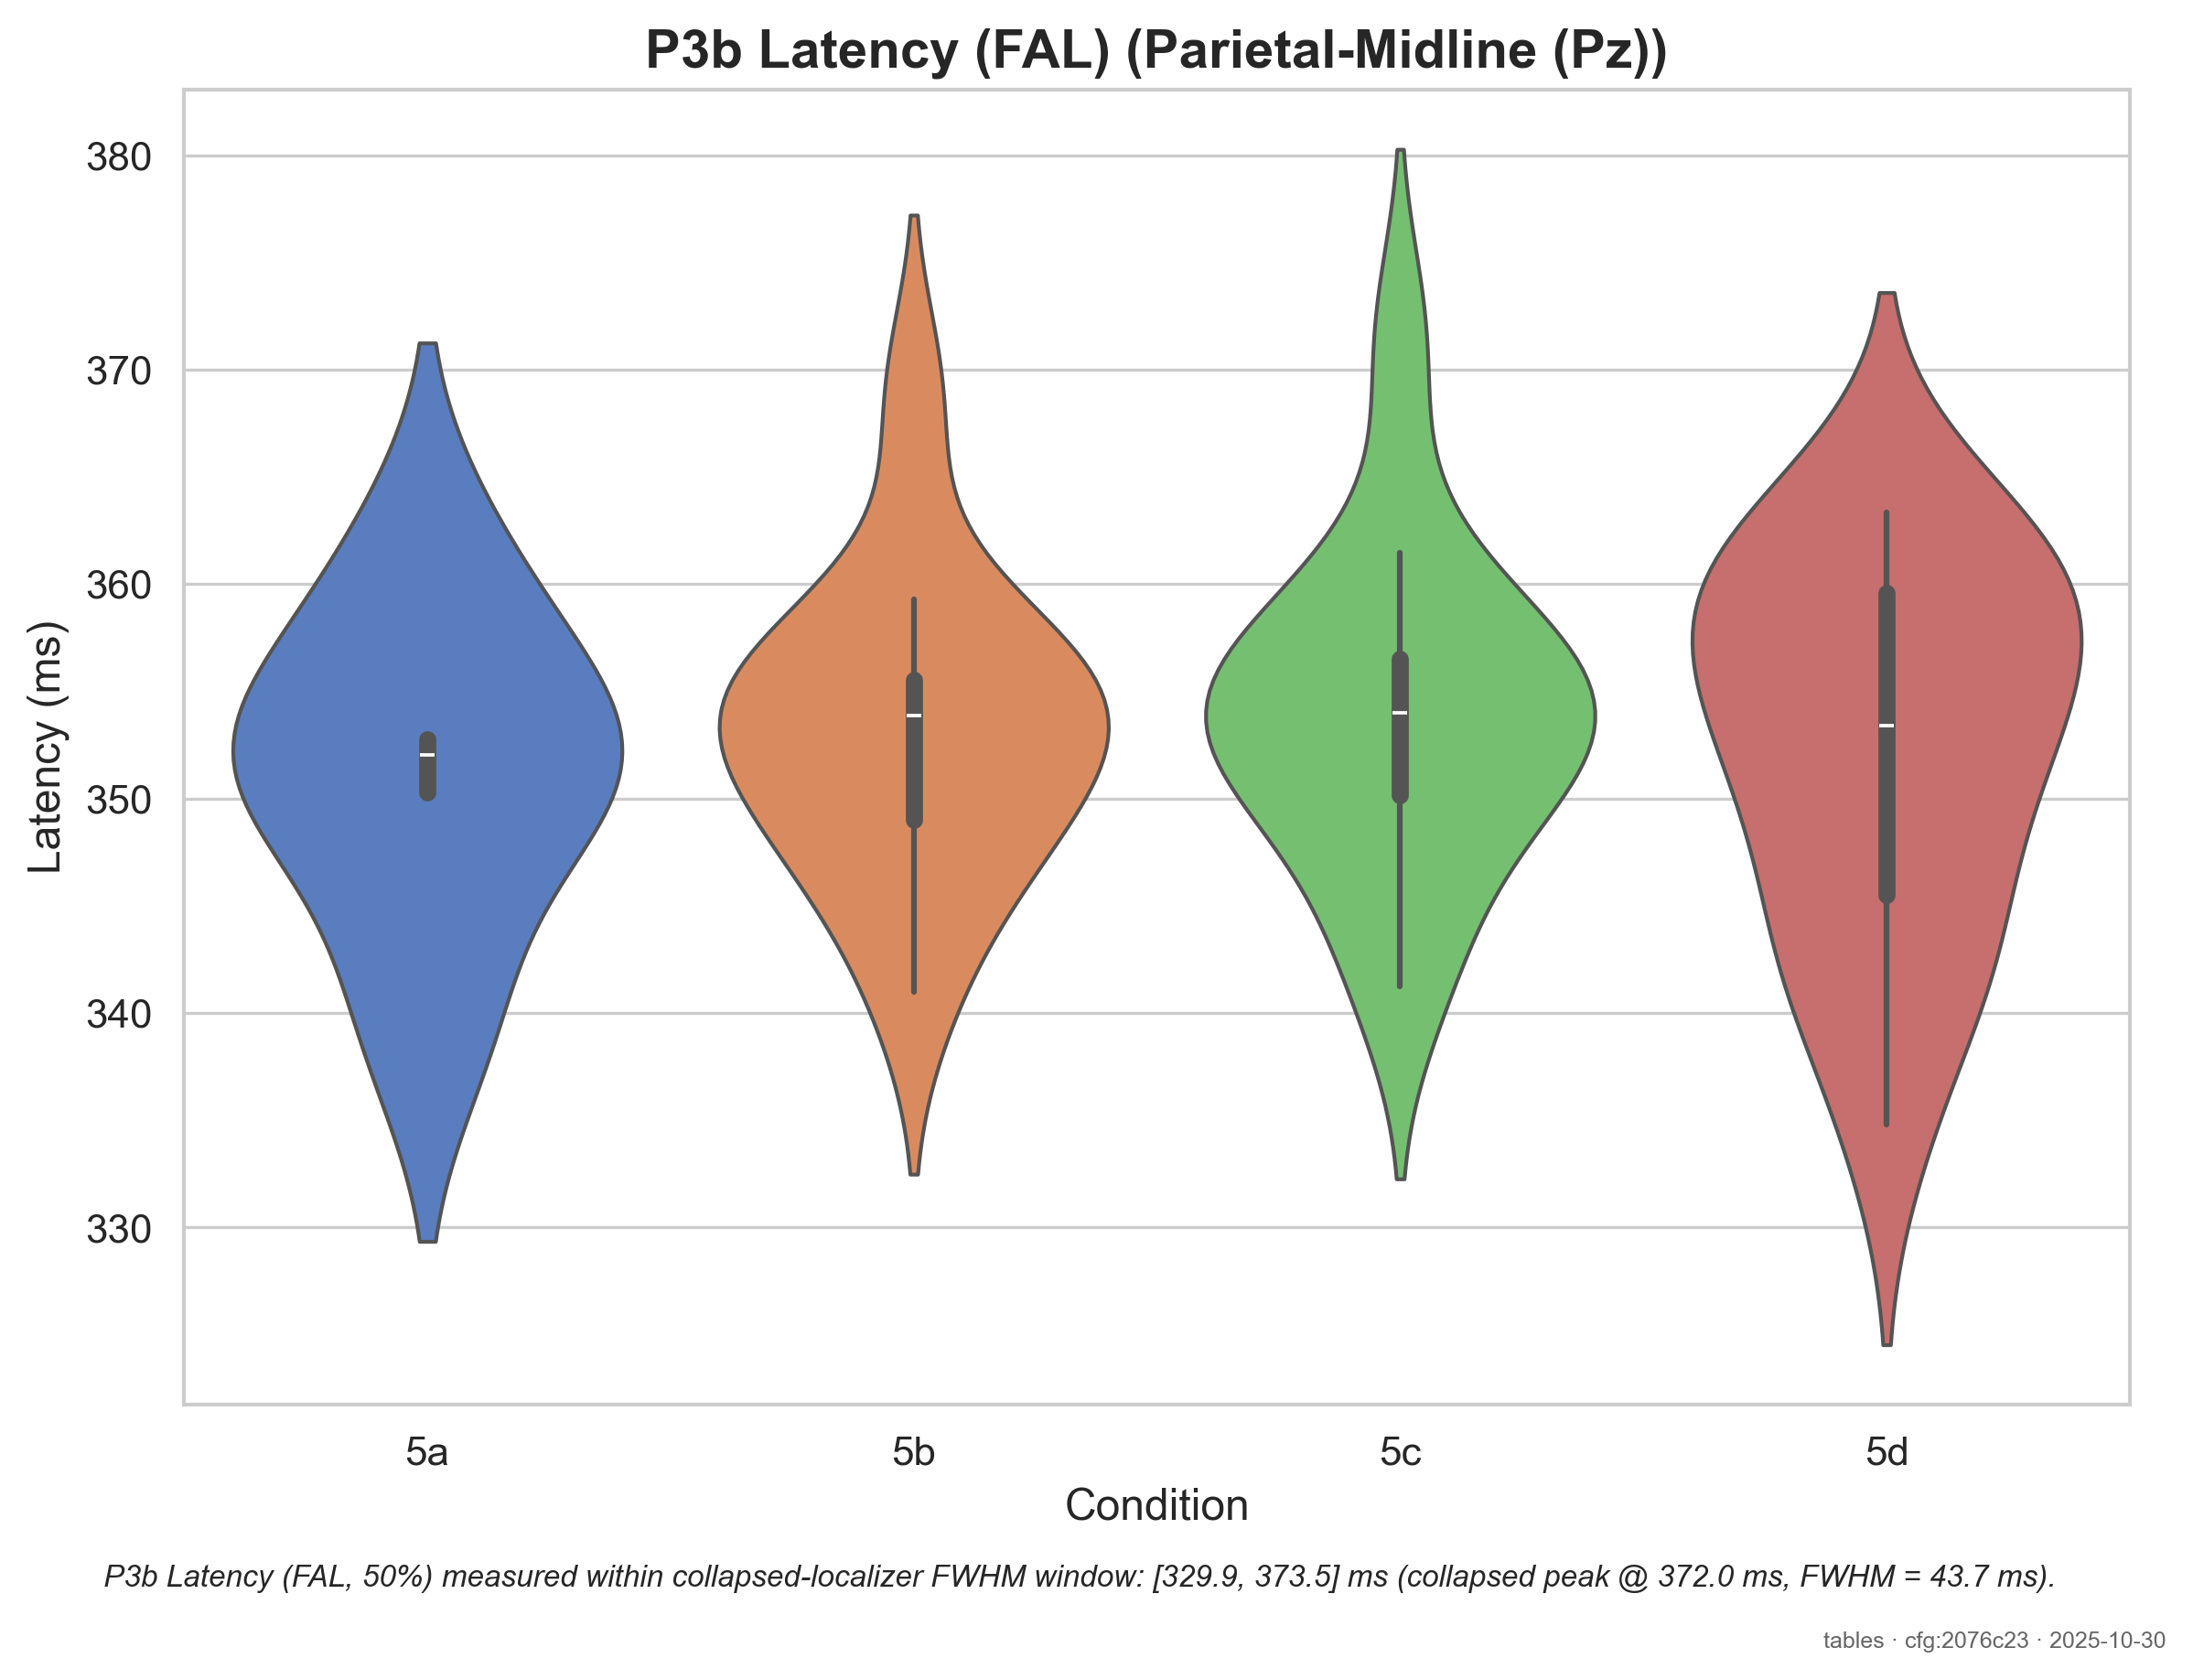 P3b Latency (FAL) (Parietal-Midline (Pz))
Latency (ms)
380
370
360
350
340
330
5a
5b
5c
5d
Condition
P3b Latency (FAL, 50%) measured within collapsed-localizer FWHM window: [329.9, 373.5] ms (collapsed peak @ 372.0 ms, FWHM = 43.7 ms).
tables · cfg:2076c23 · 2025-10-30